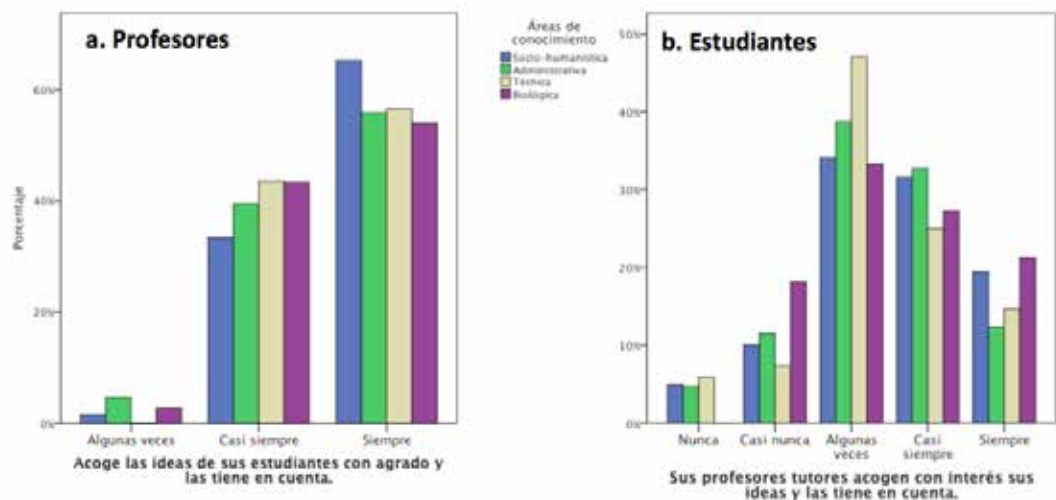 a. Profesores
Porcentaje
60%
40%
20%
0%
Algunas veces
Casi siempre
Siempre
Acoge las ideas de sus estudiantes con agrado y
las tiene en cuenta.
Áreas de
conocimiento
Socio-humanística
Administrativa
Técnica
Biológica
b. Estudiantes
50%
40%
30%
20%
10%
0%
Nunca
Casi nunca
Algunas
veces
Casi
siempre
Siempre
Sus profesores tutores acogen con interés sus
ideas y las tiene en cuenta.